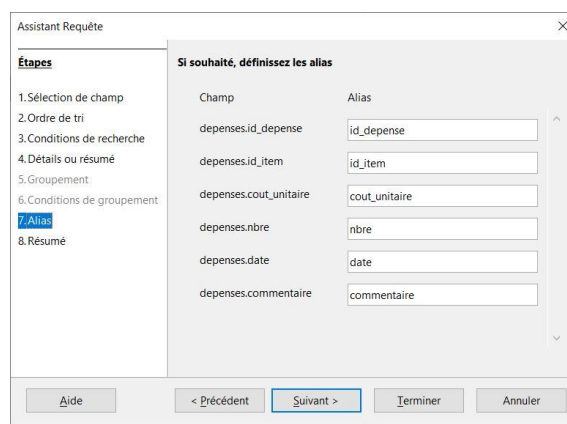 Assistant Requête
Étapes
1. Sélection de champ
2. Ordre de tri
3. Conditions de recherche
4. Détails ou résumé
5. Groupement
6. Conditions de groupement
7. Alias
8. Résumé
Si souhaité, définissez les alias
Champ Alias
depenses.id_depense id_depense
depenses.id_item id_item
depenses.cout_unitaire cout_unitaire
depenses.nbre nbre
depenses.date date
depenses.commentaire commentaire
Aide < Précédent Suivant > Terminer Annuler